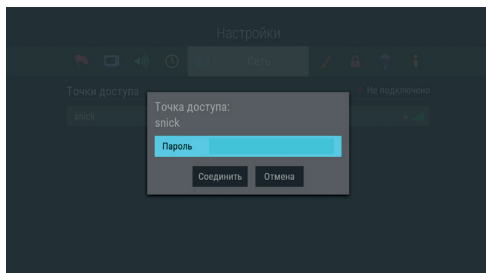 Настройки
Сеть
Точки доступа
Не подключено
snick
Точка доступа:
snick
Пароль
Соединить Отмена